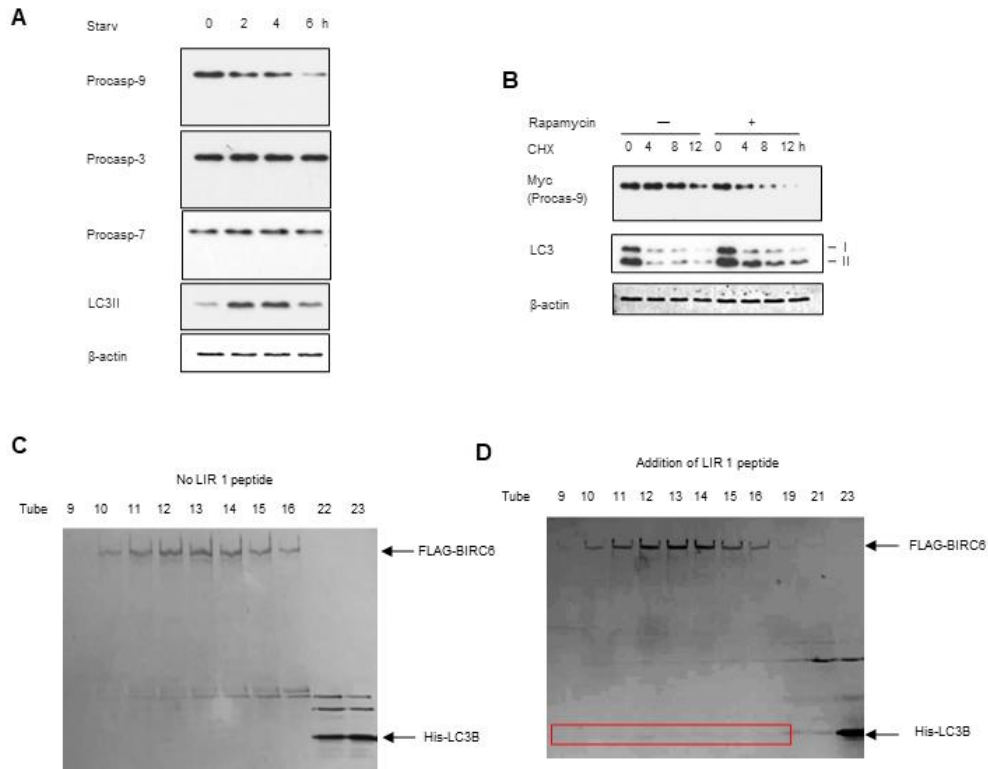 A
Starv 0 2 4 6 h
Procasp-9
Procasp-3
Procasp-7
LC3II
β-actin
B
Rapamycin — +
CHX 0 4 8 12 0 4 8 12 h
Myc
(Procas-9)
LC3 – I
– II
β-actin
C
No LIR 1 peptide
Tube 9 10 11 12 13 14 15 16 22 23
FLAG-BIRC6
His-LC3B
D
Addition of LIR 1 peptide
Tube 9 10 11 12 13 14 15 16 19 21 23
FLAG-BIRC6
His-LC3B